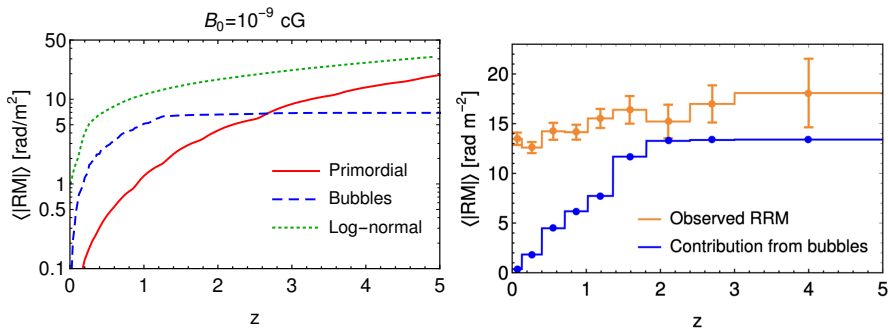 B₀=10⁻⁹ cG
⟨|RM|⟩ [rad/m²]
50
10
5
1
0.5
0.1
Primordial
Bubbles
Log-normal
0 1 2 3 4 5
z
⟨|RM|⟩ [rad m⁻²]
20
15
10
5
0
Observed RRM
Contribution from bubbles
0 1 2 3 4 5
z